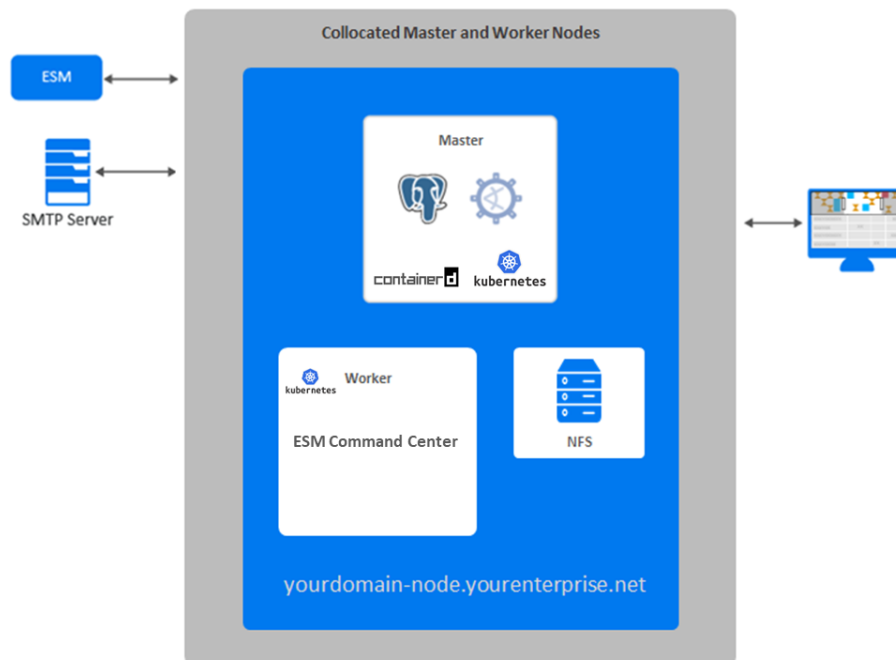 Collocated Master and Worker Nodes
ESM
SMTP Server
Master
containerd
kubernetes
kubernetes
Worker
ESM Command Center
NFS
yourdomain-node.yourenterprise.net